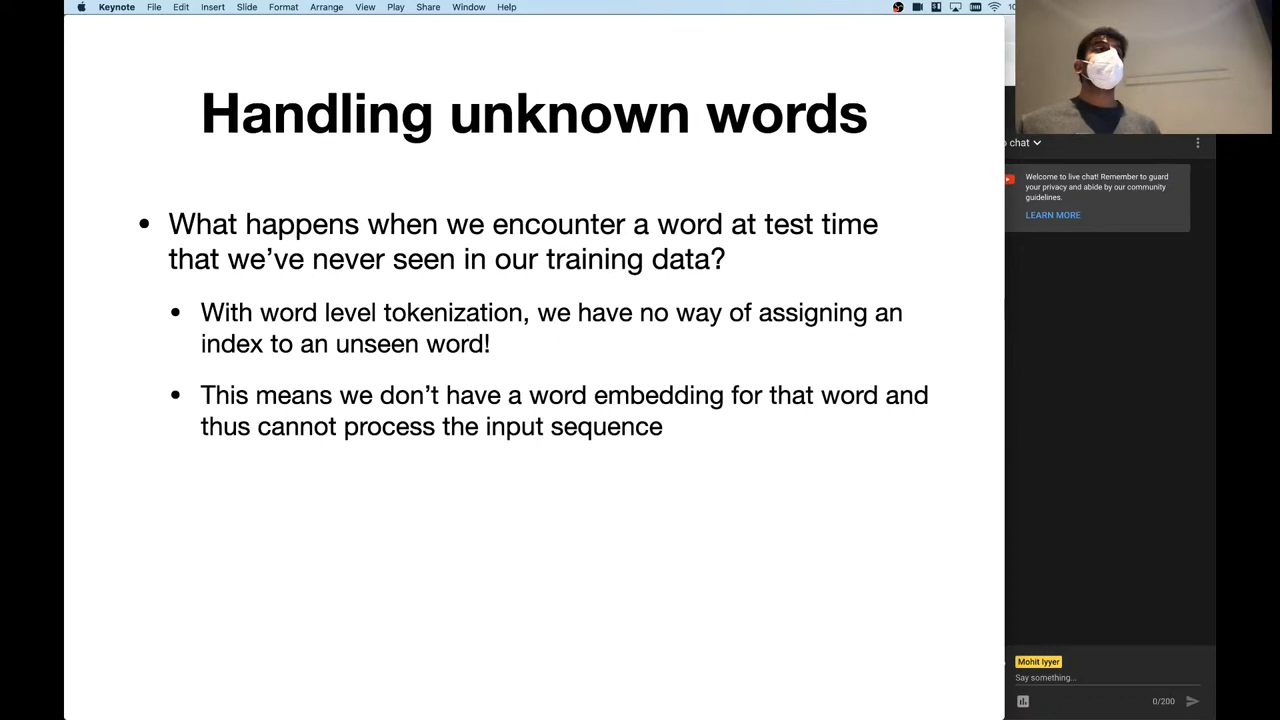 Keynote File Edit Insert Slide Format Arrange View Play Share Window Help
Handling unknown words
• What happens when we encounter a word at test time
that we’ve never seen in our training data?
• With word level tokenization, we have no way of assigning an
index to an unseen word!
• This means we don’t have a word embedding for that word and
thus cannot process the input sequence
chat
Welcome to live chat! Remember to guard
your privacy and abide by our community
guidelines.
LEARN MORE
Mohit Iyyer
Say something...
0/200